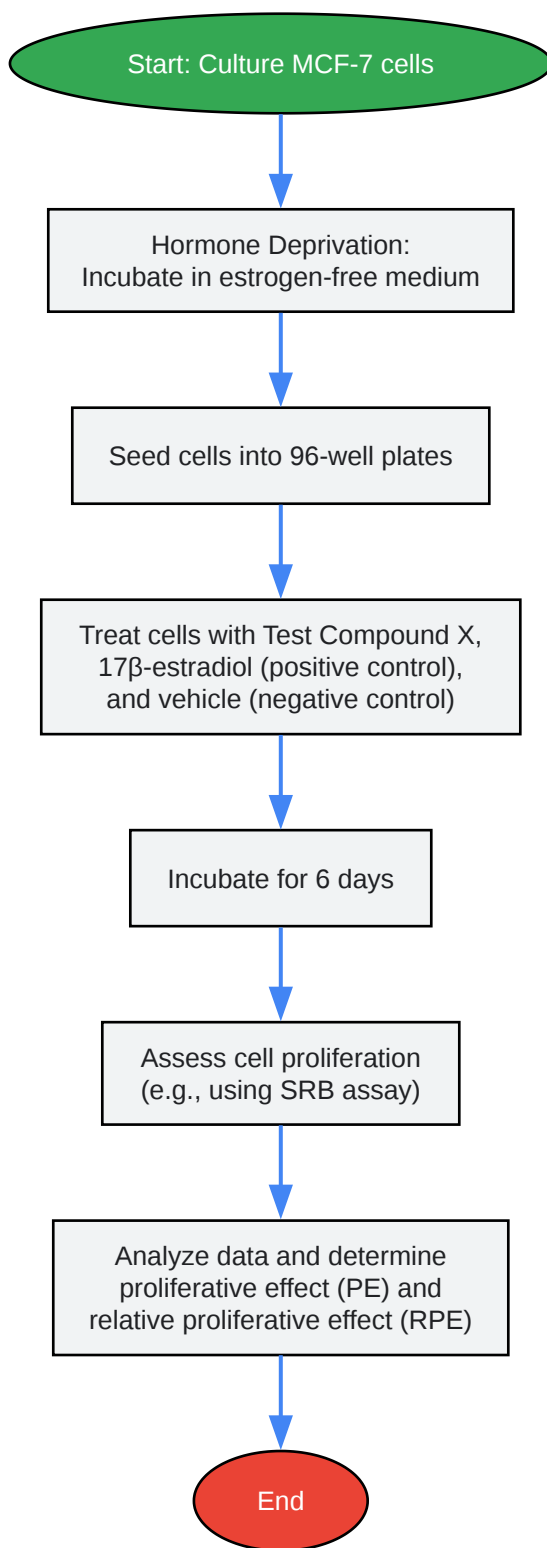 Start: Culture MCF-7 cells
Hormone Deprivation:
Incubate in estrogen-free medium
Seed cells into 96-well plates
Treat cells with Test Compound X,
17β-estradiol (positive control),
and vehicle (negative control)
Incubate for 6 days
Assess cell proliferation
(e.g., using SRB assay)
Analyze data and determine
proliferative effect (PE) and
relative proliferative effect (RPE)
End